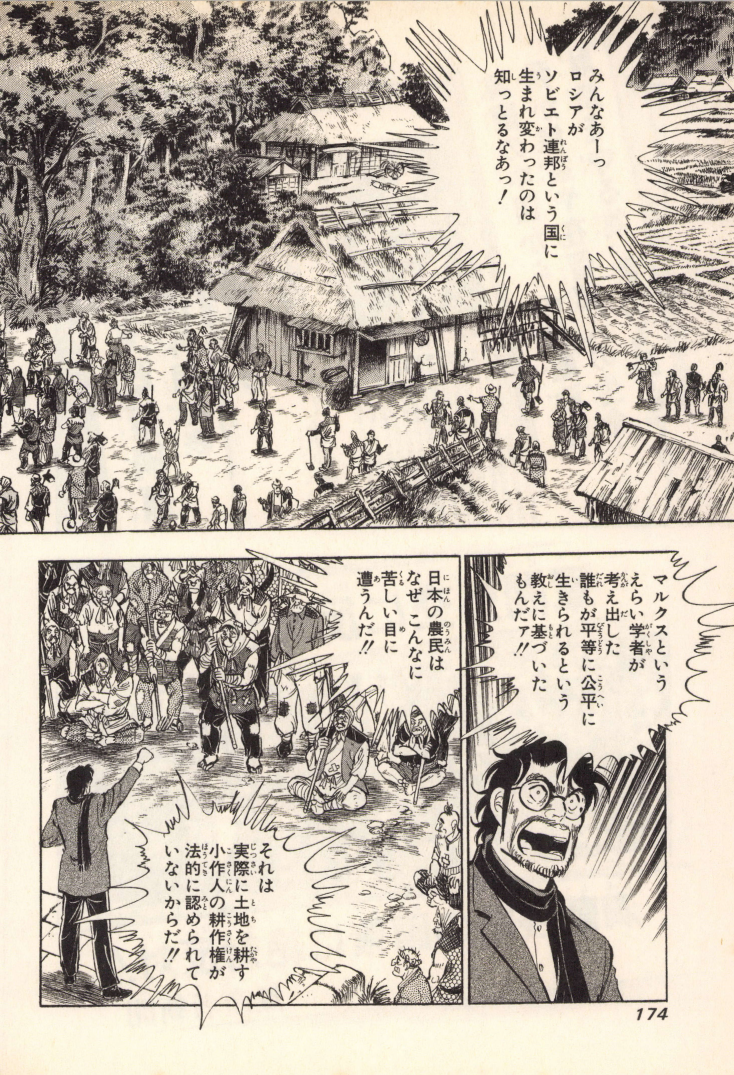 みんなあーっ
ロシアが
ソビエト連邦という国に
生まれ変わったのは
知っとるなあっ!
マルクスという
えらい学者が
考え出した
誰もが平等に公平に
生きられるという
教えに基づいた
もんだァ!!
日本の農民は
なぜこんなに
苦しい目に
遭うんだ!!
それは
実際に土地を耕す
小作人の耕作権が
法的に認められて
いないからだ!!
174